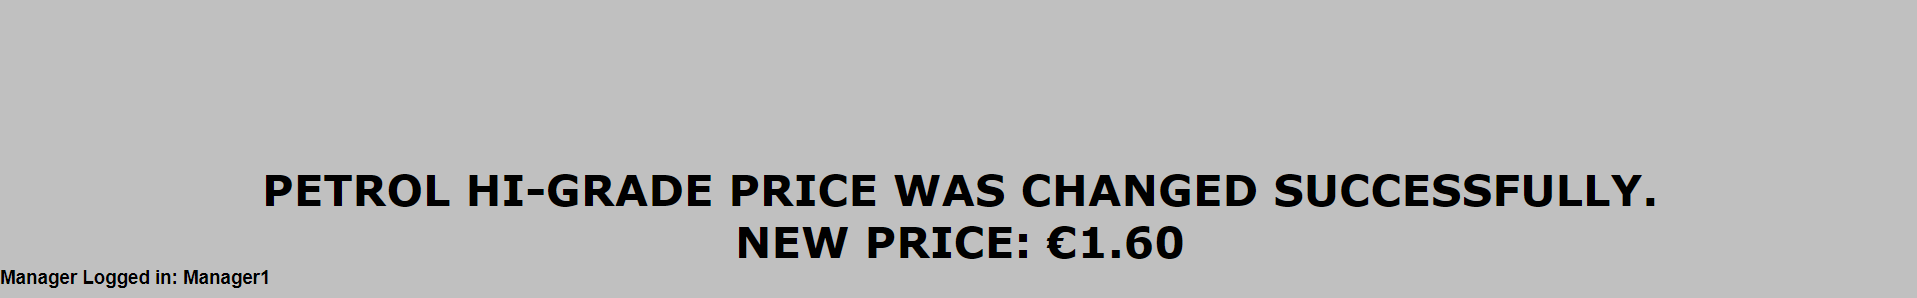 PETROL HI-GRADE PRICE WAS CHANGED SUCCESSFULLY.
NEW PRICE: €1.60
Manager Logged in: Manager1